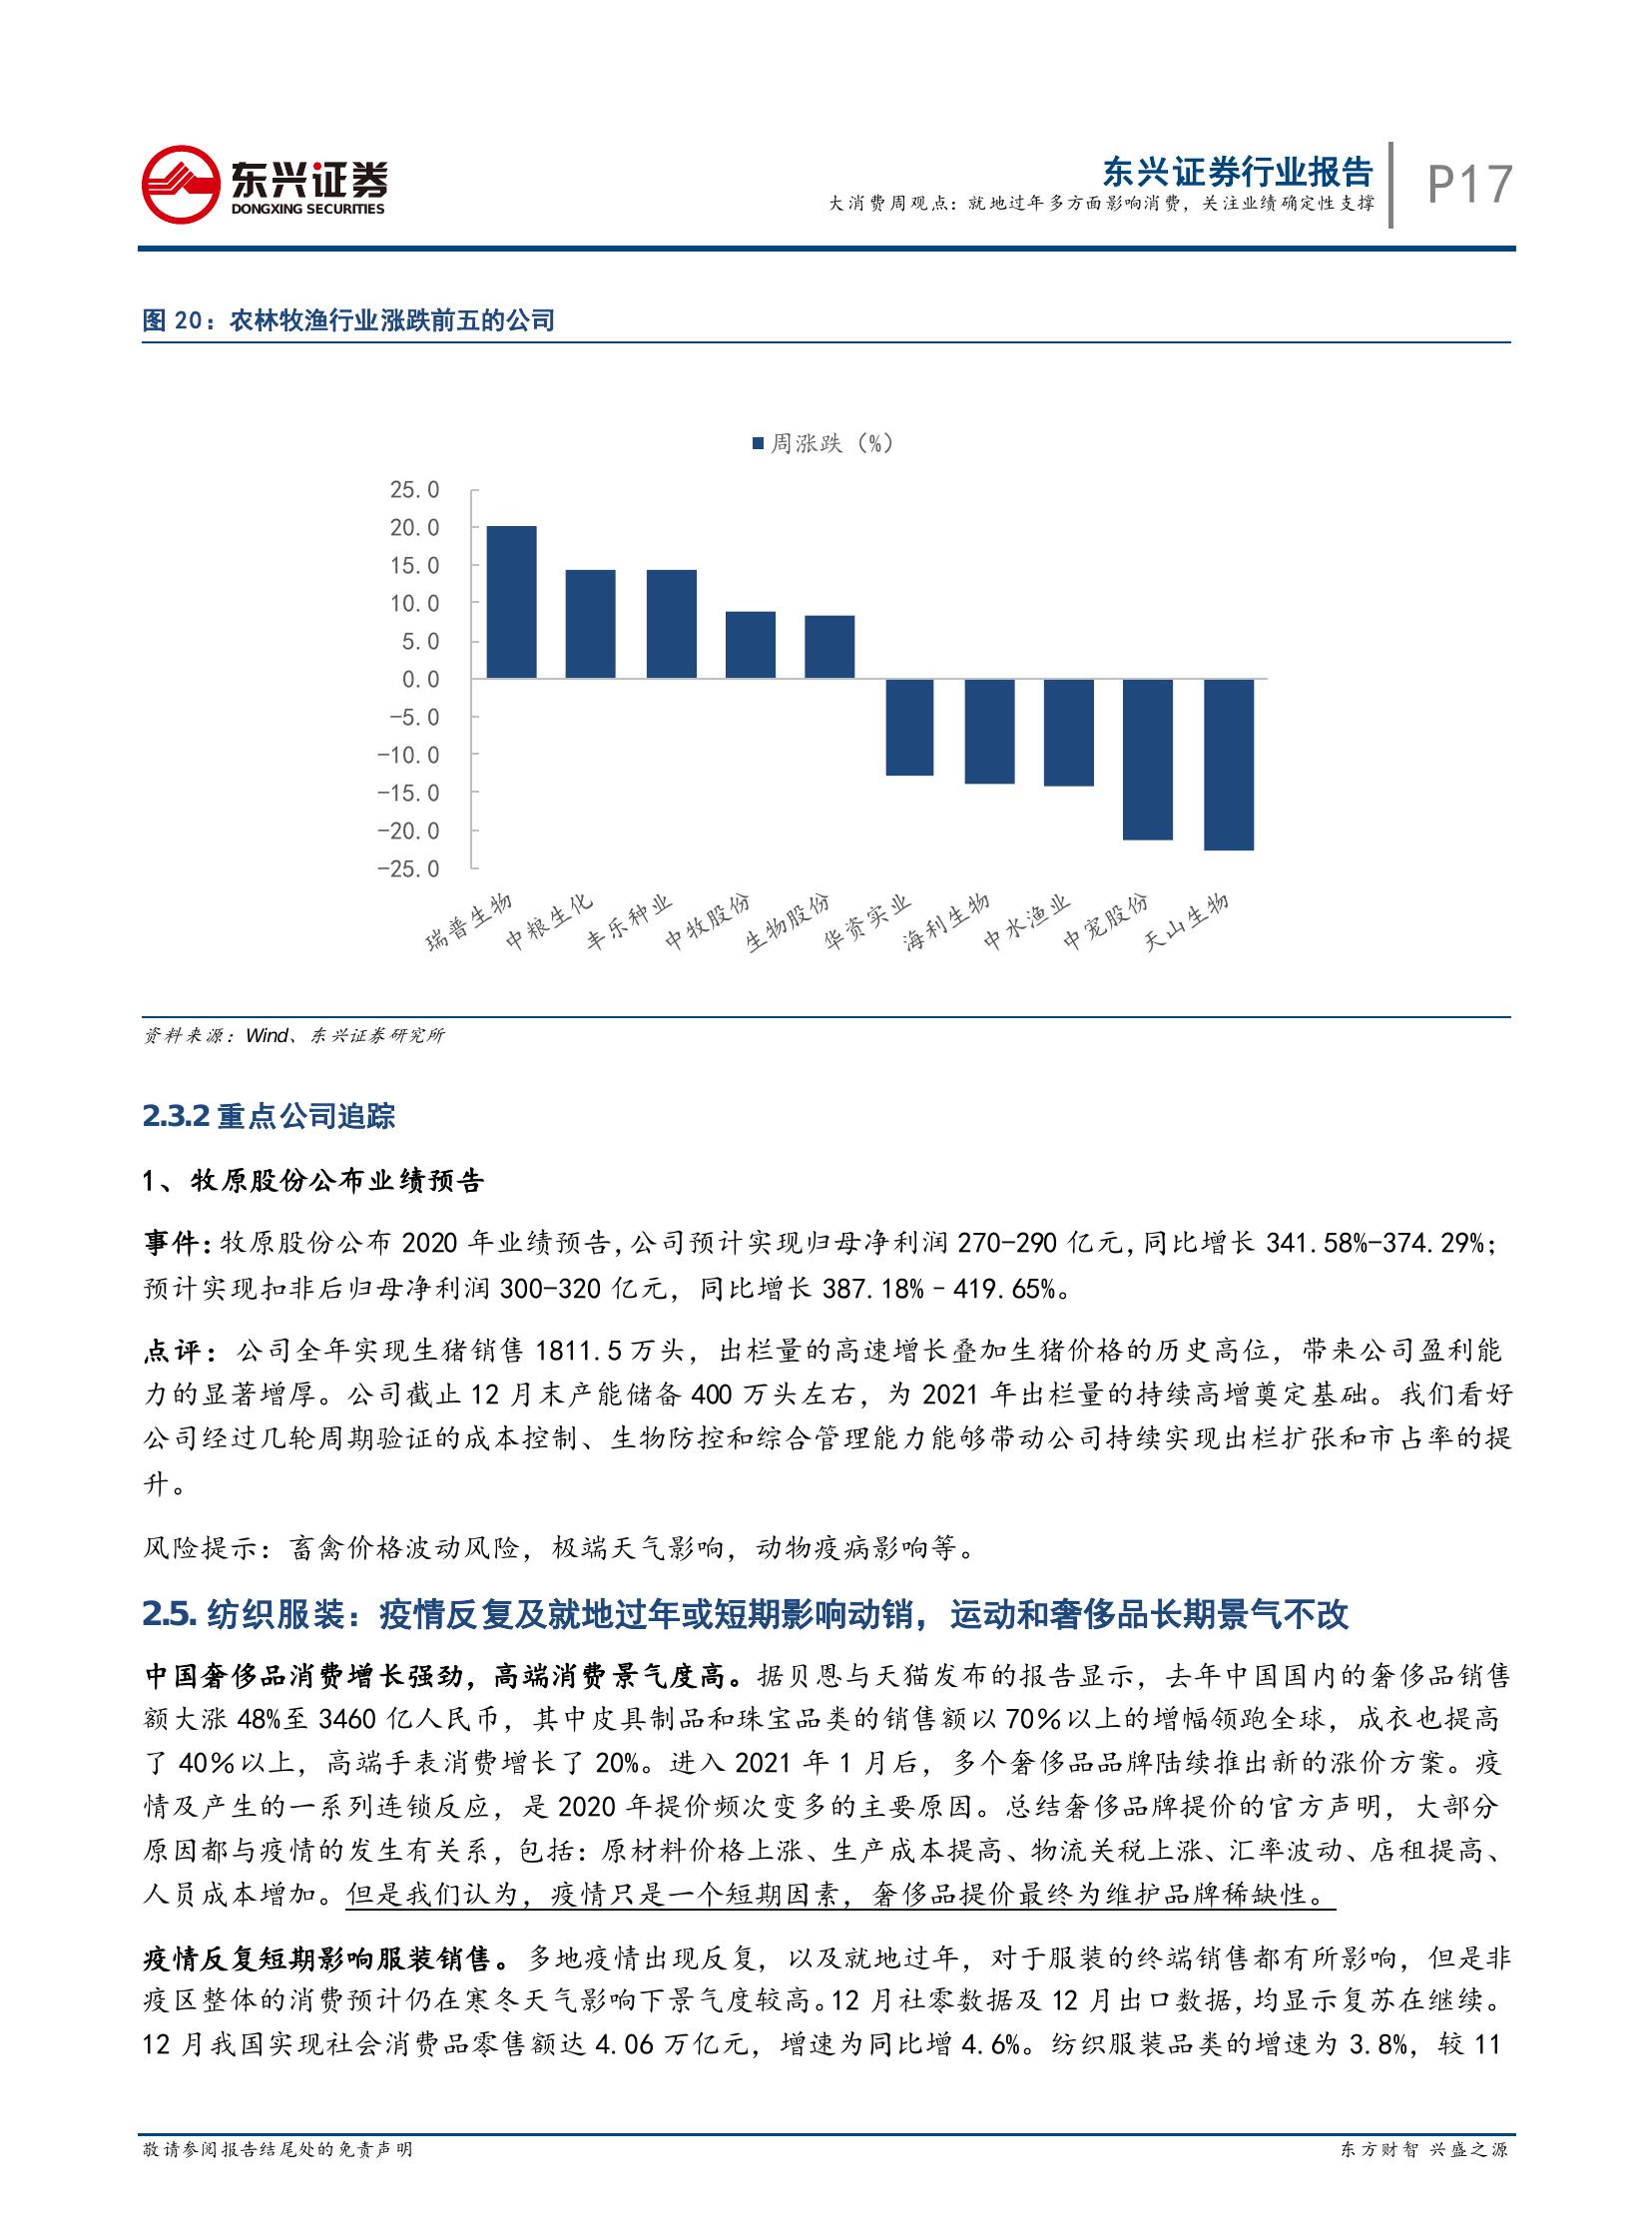 东兴证券
DONGXING SECURITIES
东兴证券行业报告
大消费周观点：就地过年多方面影响消费，关注业绩确定性支撑
P17
图 20：农林牧渔行业涨跌前五的公司
周涨跌（%）
25.0
20.0
15.0
10.0
5.0
0.0
-5.0
-10.0
-15.0
-20.0
-25.0
瑞普生物
中粮生化
丰乐种业
中牧股份
生物股份
华资实业
海利生物
中水渔业
中宠股份
天山生物
资料来源：Wind、东兴证券研究所
2.3.2 重点公司追踪
1、牧原股份公布业绩预告
事件：牧原股份公布 2020 年业绩预告，公司预计实现归母净利润 270-290 亿元，同比增长 341.58%-374.29%；
预计实现扣非后归母净利润 300-320 亿元，同比增长 387.18%–419.65%。
点评：公司全年实现生猪销售 1811.5 万头，出栏量的高速增长叠加生猪价格的历史高位，带来公司盈利能
力的显著增厚。公司截止 12 月末产能储备 400 万头左右，为 2021 年出栏量的持续高增奠定基础。我们看好
公司经过几轮周期验证的成本控制、生物防控和综合管理能力能够带动公司持续实现出栏扩张和市占率的提
升。
风险提示：畜禽价格波动风险，极端天气影响，动物疫病影响等。
2.5. 纺织服装：疫情反复及就地过年或短期影响动销，运动和奢侈品长期景气不改
中国奢侈品消费增长强劲，高端消费景气度高。据贝恩与天猫发布的报告显示，去年中国国内的奢侈品销售
额大涨 48%至 3460 亿人民币，其中皮具制品和珠宝品类的销售额以 70％以上的增幅领跑全球，成衣也提高
了 40％以上，高端手表消费增长了 20%。进入 2021 年 1 月后，多个奢侈品品牌陆续推出新的涨价方案。疫
情及产生的一系列连锁反应，是 2020 年提价频次变多的主要原因。总结奢侈品牌提价的官方声明，大部分
原因都与疫情的发生有关系，包括：原材料价格上涨、生产成本提高、物流关税上涨、汇率波动、店租提高、
人员成本增加。但是我们认为，疫情只是一个短期因素，奢侈品提价最终为维护品牌稀缺性。
疫情反复短期影响服装销售。多地疫情出现反复，以及就地过年，对于服装的终端销售都有所影响，但是非
疫区整体的消费预计仍在寒冬天气影响下景气度较高。12 月社零数据及 12 月出口数据，均显示复苏在继续。
12 月我国实现社会消费品零售额达 4.06 万亿元，增速为同比增 4.6%。纺织服装品类的增速为 3.8%，较 11
敬请参阅报告结尾处的免责声明
东方财智 兴盛之源